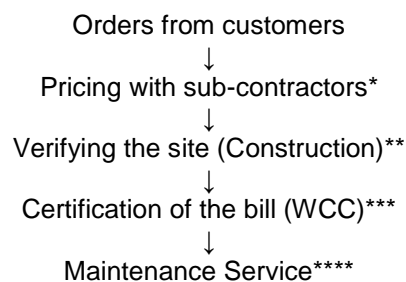 Orders from customers
↓
Pricing with sub-contractors*
↓
Verifying the site (Construction)**
↓
Certification of the bill (WCC)***
↓
Maintenance Service****